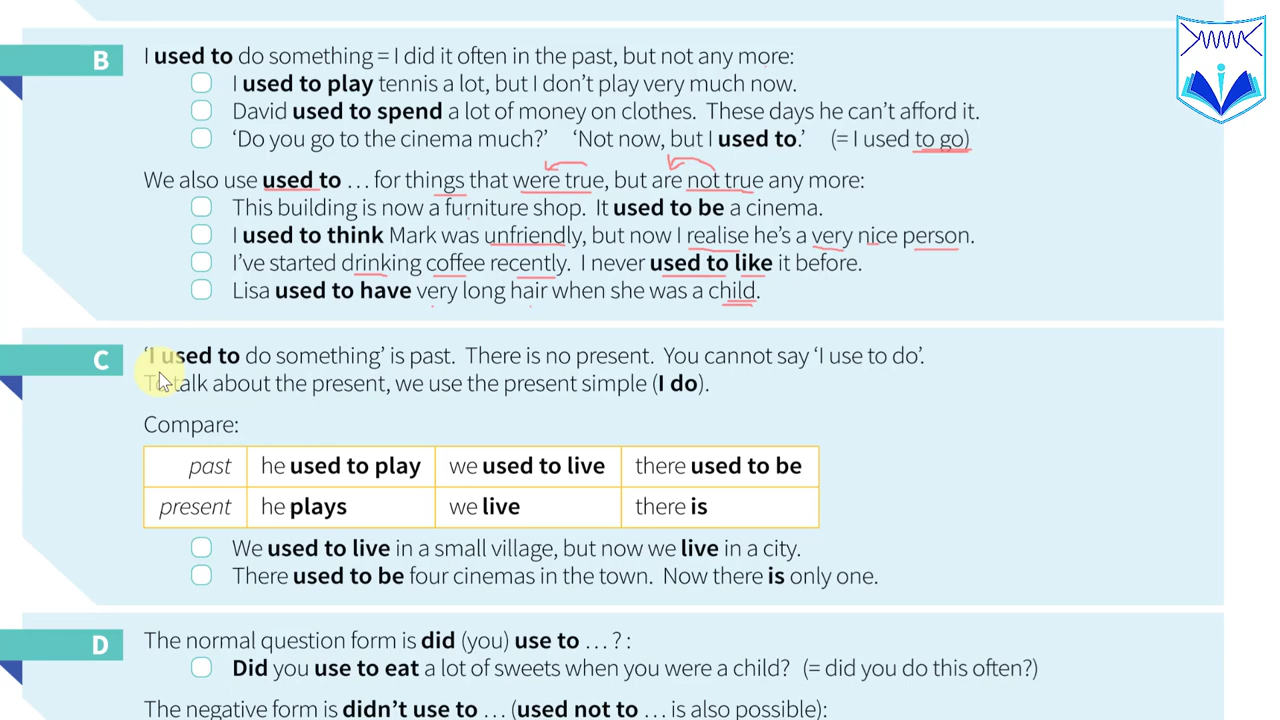 B
I used to do something = I did it often in the past, but not any more:
I used to play tennis a lot, but I don’t play very much now.
David used to spend a lot of money on clothes. These days he can’t afford it.
‘Do you go to the cinema much?’ ‘Not now, but I used to.’ (= I used to go)
We also use used to … for things that were true, but are not true any more:
This building is now a furniture shop. It used to be a cinema.
I used to think Mark was unfriendly, but now I realise he’s a very nice person.
I’ve started drinking coffee recently. I never used to like it before.
Lisa used to have very long hair when she was a child.
C
‘I used to do something’ is past. There is no present. You cannot say ‘I use to do’.
To talk about the present, we use the present simple (I do).
Compare:
past he used to play we used to live there used to be
present he plays we live there is
We used to live in a small village, but now we live in a city.
There used to be four cinemas in the town. Now there is only one.
D
The normal question form is did (you) use to … ? :
Did you use to eat a lot of sweets when you were a child? (= did you do this often?)
The negative form is didn’t use to … (used not to … is also possible):